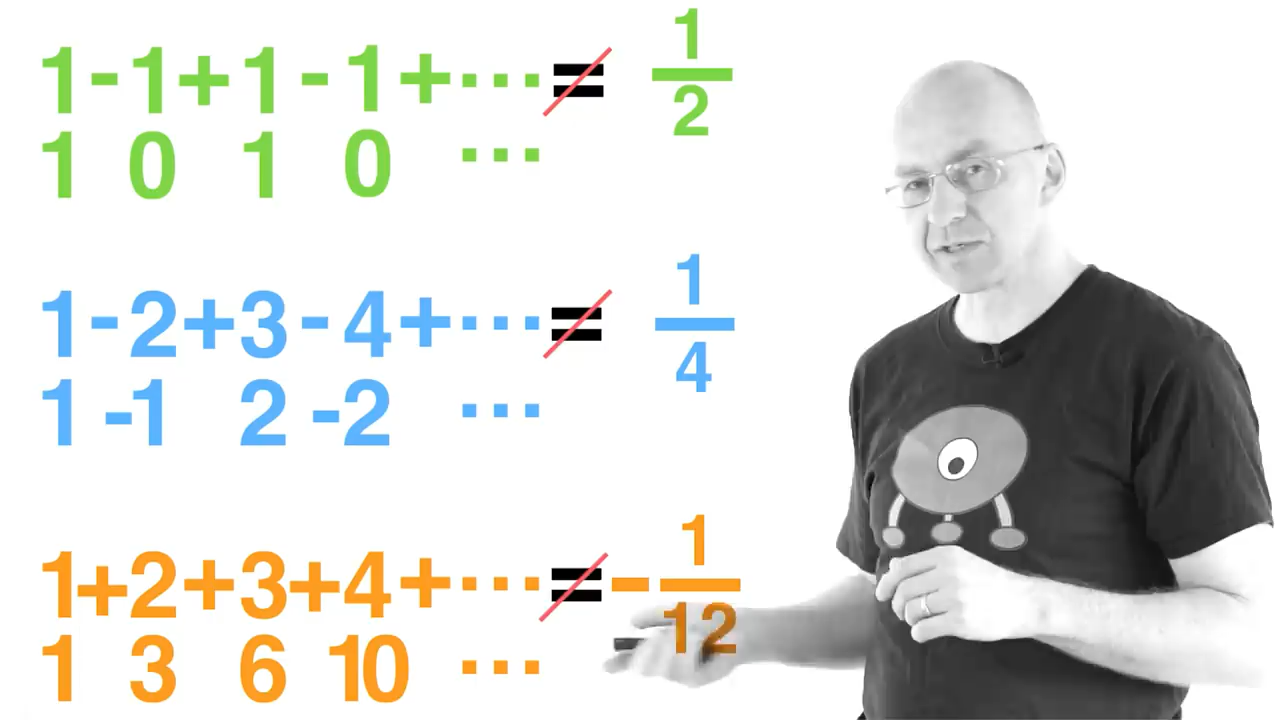 1-1+1-1+···≠ 1/2
1 0 1 0 ···
1-2+3-4+···≠ 1/4
1 -1 2 -2 ···
1+2+3+4+···≠ - 1/12
1 3 6 10 ···